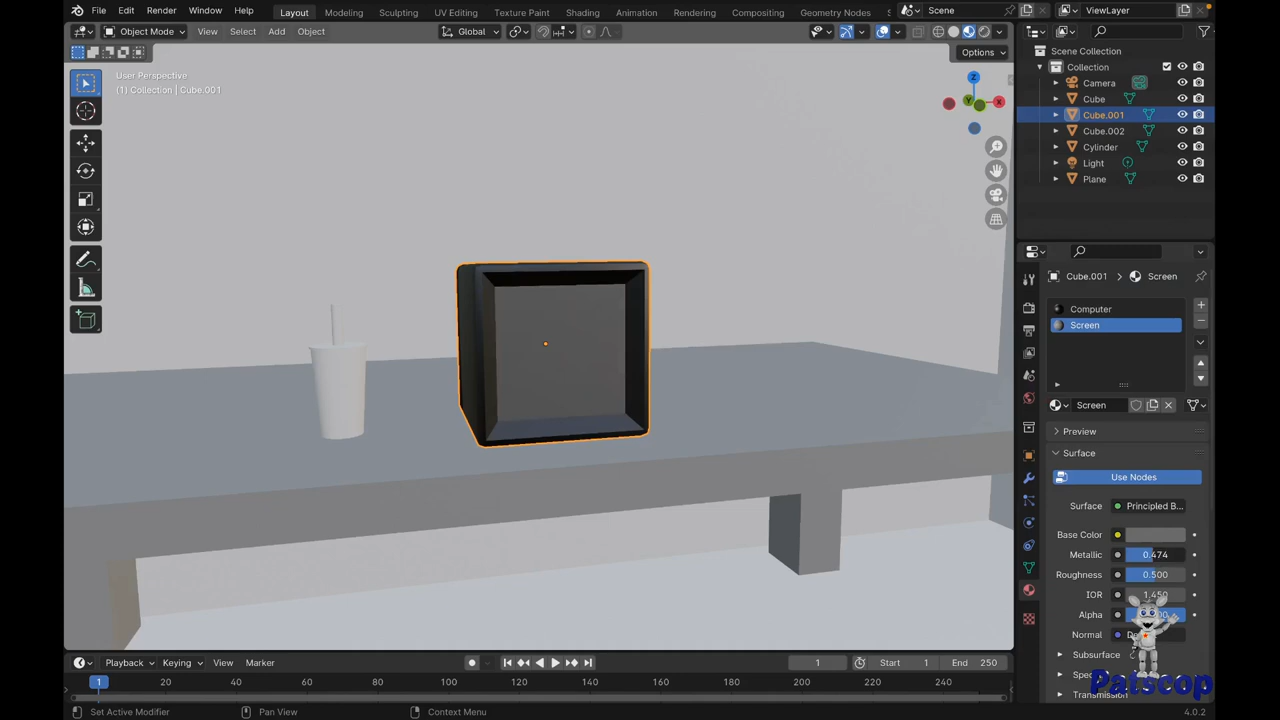 File Edit Render Window Help Layout Modeling Sculpting UV Editing Texture Paint Shading Animation Rendering Compositing Geometry Nodes Scene ViewLayer
Object Mode View Select Add Object Global
Options
User Perspective
(1) Collection | Cube.001
Z
Y
X
Scene Collection
Collection
Camera
Cube
Cube.001
Cube.002
Cylinder
Light
Plane
Cube.001 > Screen
Computer
Screen
Screen
Preview
Surface
Use Nodes
Surface Principled B...
Base Color
Metallic 0.474
Roughness 0.500
IOR 1.450
Alpha
Normal
Subsurface
Transmission
Patscop
Playback Keying View Marker 1 Start 1 End 250
1 20 40 60 80 100 120 140 160 180 200 220 240
Set Active Modifier Pan View Context Menu 4.0.2